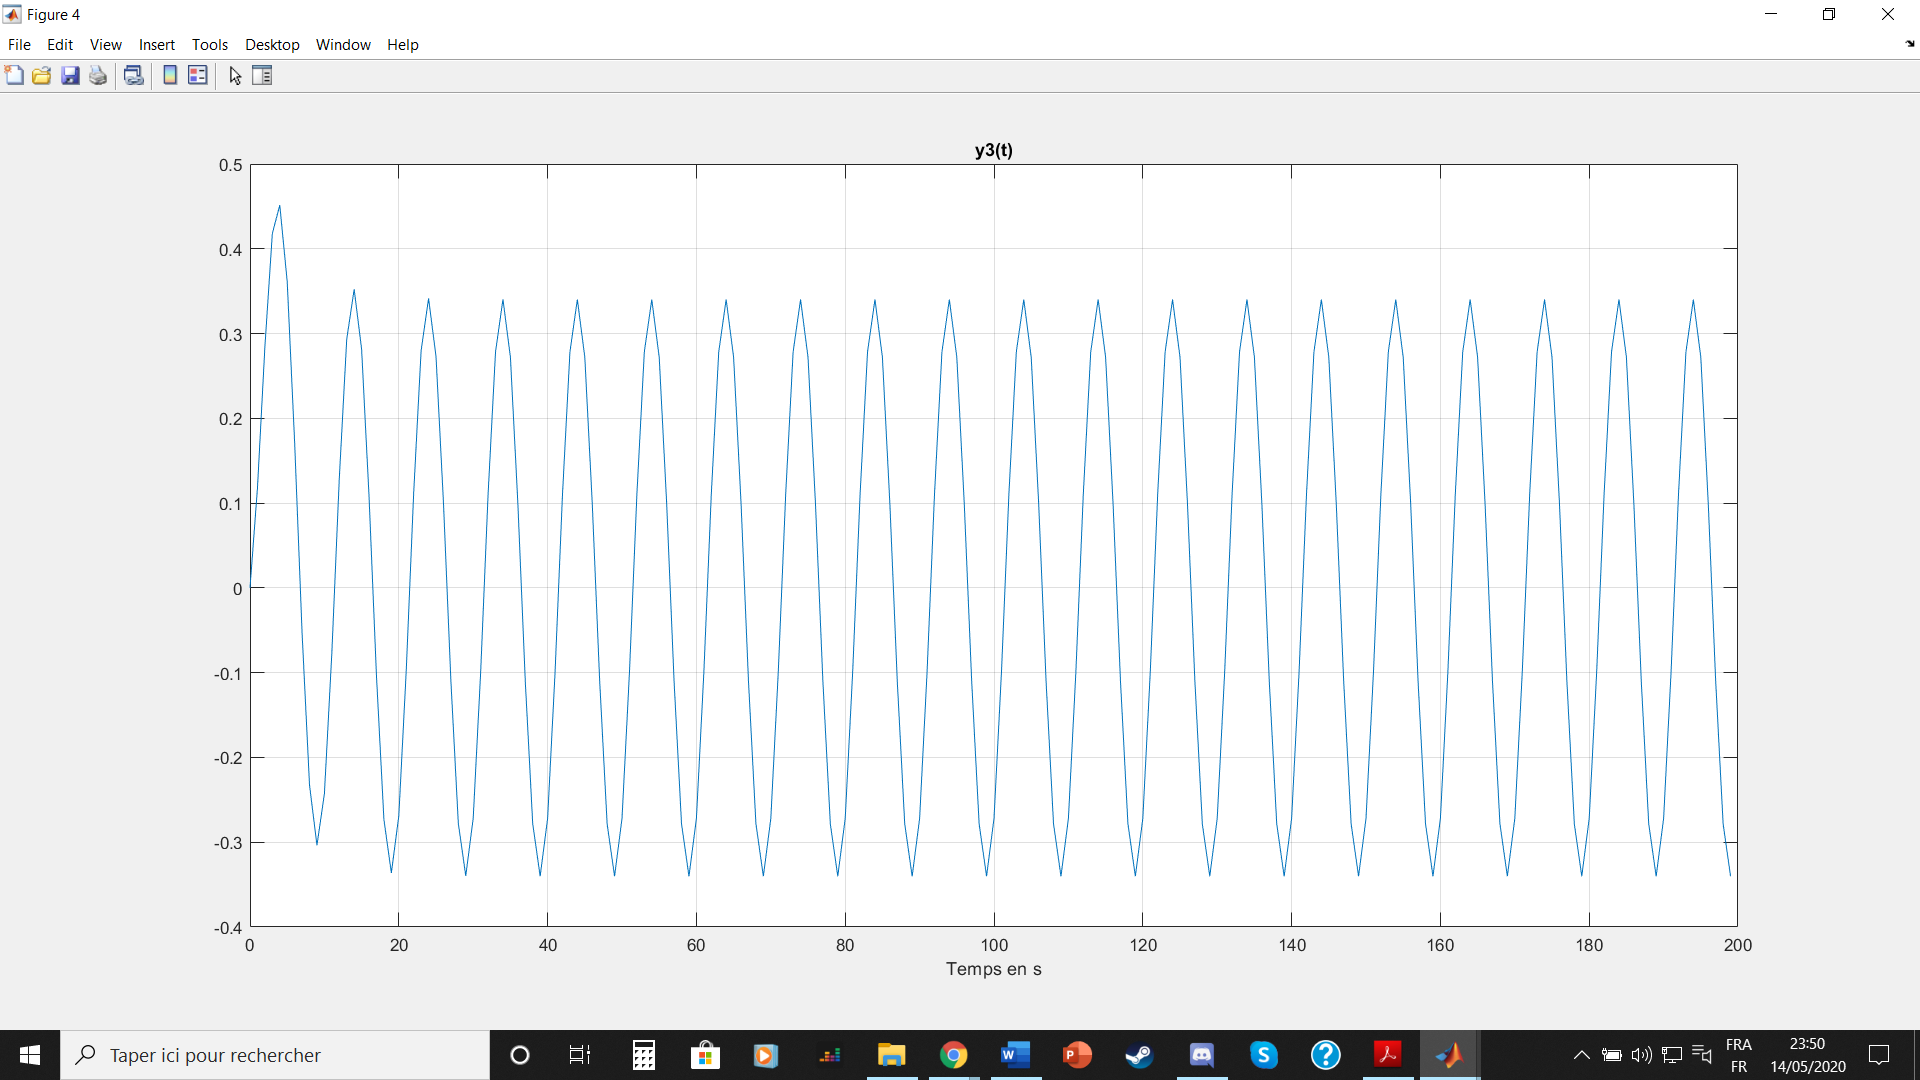 Figure 4
File Edit View Insert Tools Desktop Window Help
y3(t)
0.5
0.4
0.3
0.2
0.1
0
-0.1
-0.2
-0.3
-0.4
0 20 40 60 80 100 120 140 160 180 200
Temps en s
Taper ici pour rechercher
FRA
FR
23:50
14/05/2020